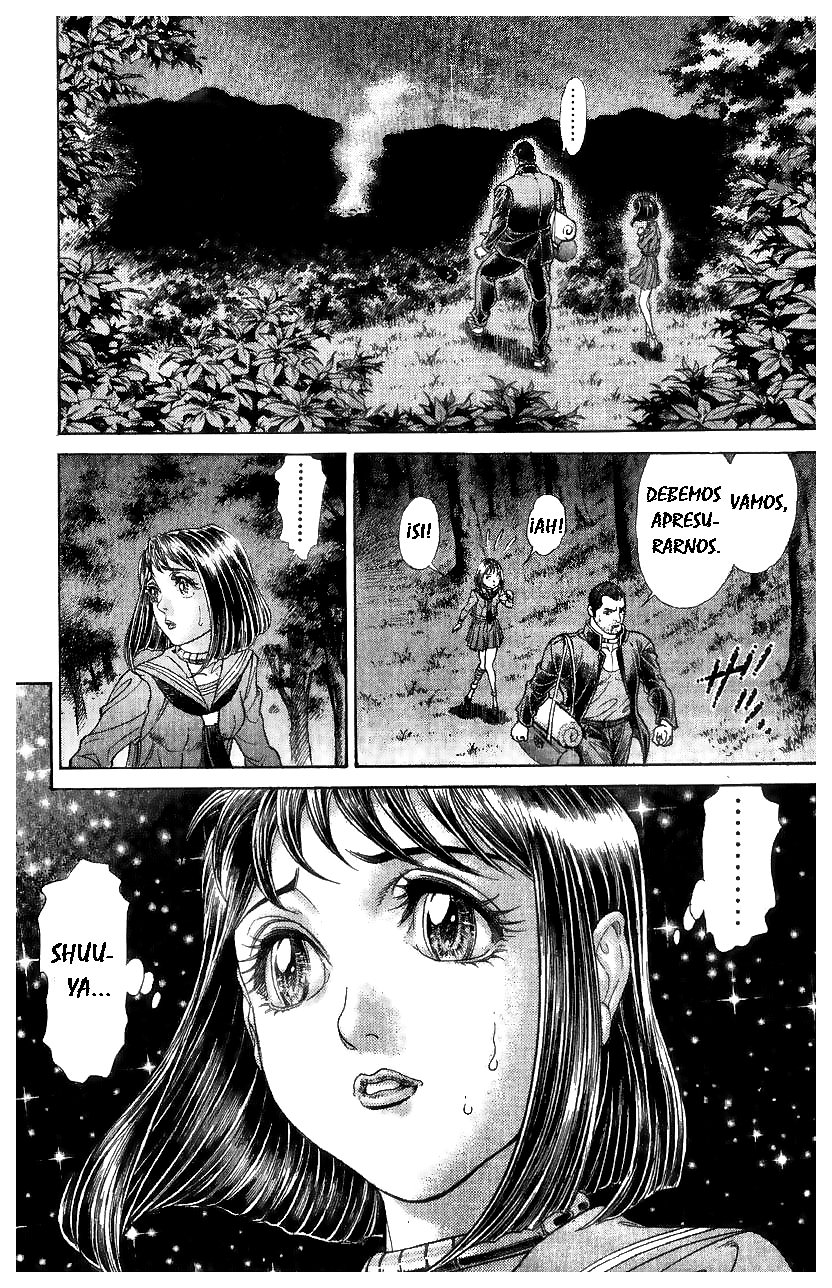 .........
VAMOS,
DEBEMOS
APRESU-
RARNOS.
¡AH!
¡SI!
.........
.........
SHUU-
YA...